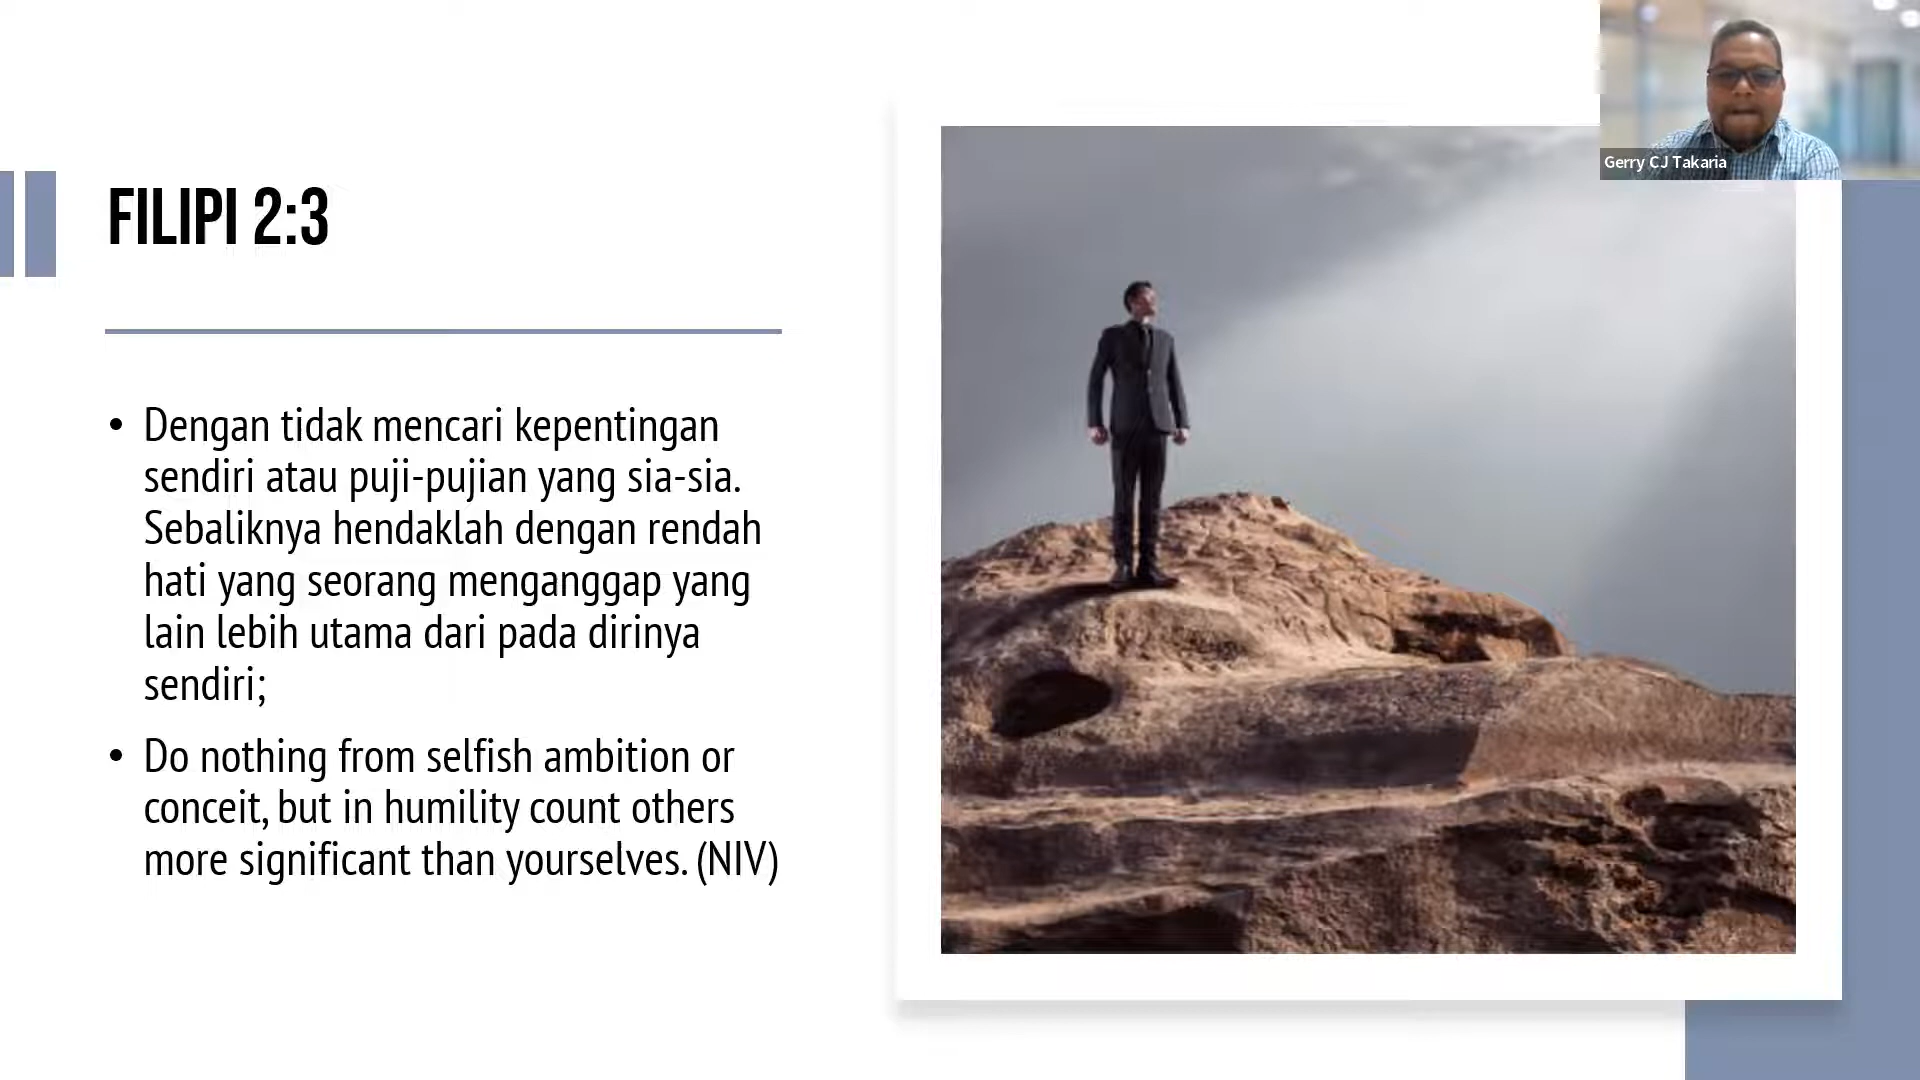 FILIPI 2:3
• Dengan tidak mencari kepentingan
sendiri atau puji-pujian yang sia-sia.
Sebaliknya hendaklah dengan rendah
hati yang seorang menganggap yang
lain lebih utama dari pada dirinya
sendiri;
• Do nothing from selfish ambition or
conceit, but in humility count others
more significant than yourselves. (NIV)
Gerry CJ Takaria